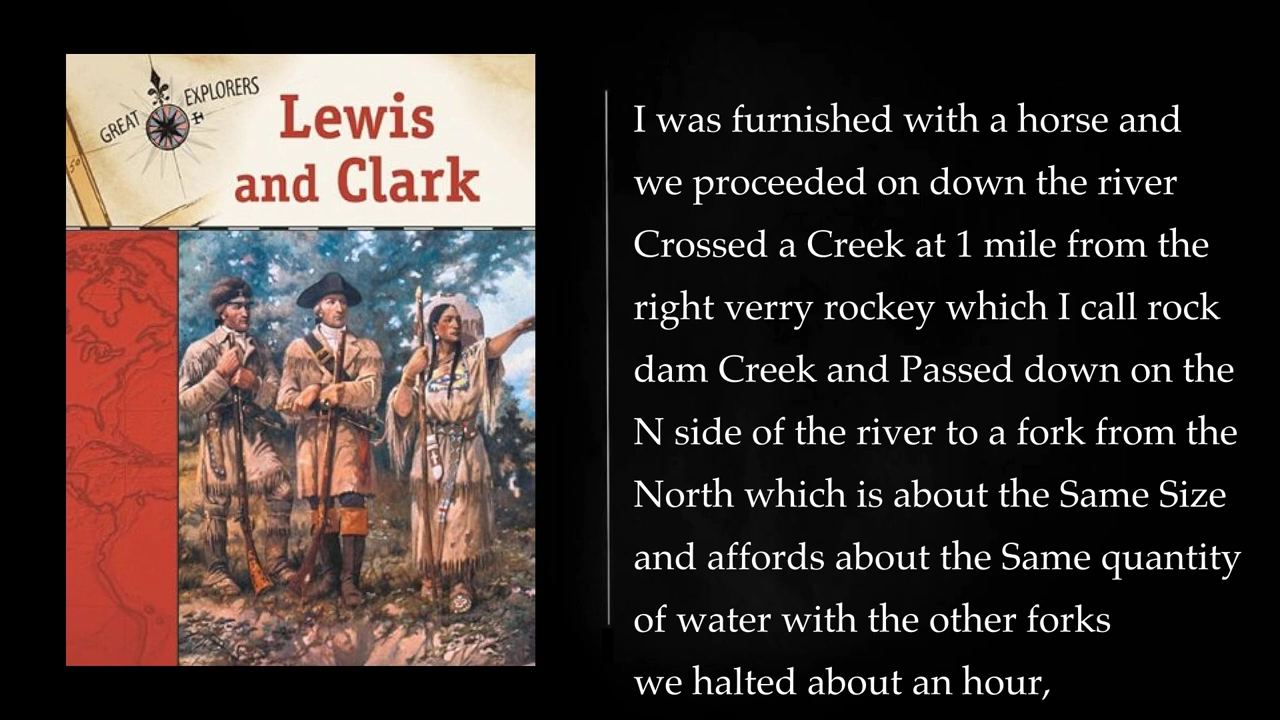 GREAT EXPLORERS
Lewis
and Clark
50
I was furnished with a horse and
we proceeded on down the river
Crossed a Creek at 1 mile from the
right verry rockey which I call rock
dam Creek and Passed down on the
N side of the river to a fork from the
North which is about the Same Size
and affords about the Same quantity
of water with the other forks
we halted about an hour,